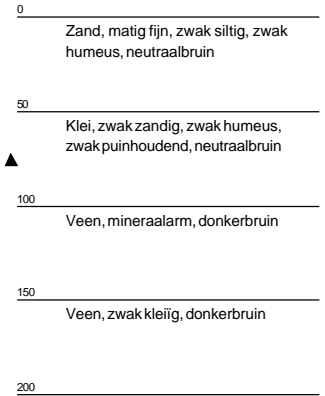 0
Zand, matig fijn, zwak siltig, zwak
humeus, neutraalbruin
50
Klei, zwak zandig, zwak humeus,
zwak puinhoudend, neutraalbruin
100
Veen, mineraalarm, donkerbruin
150
Veen, zwak kleiïg, donkerbruin
200